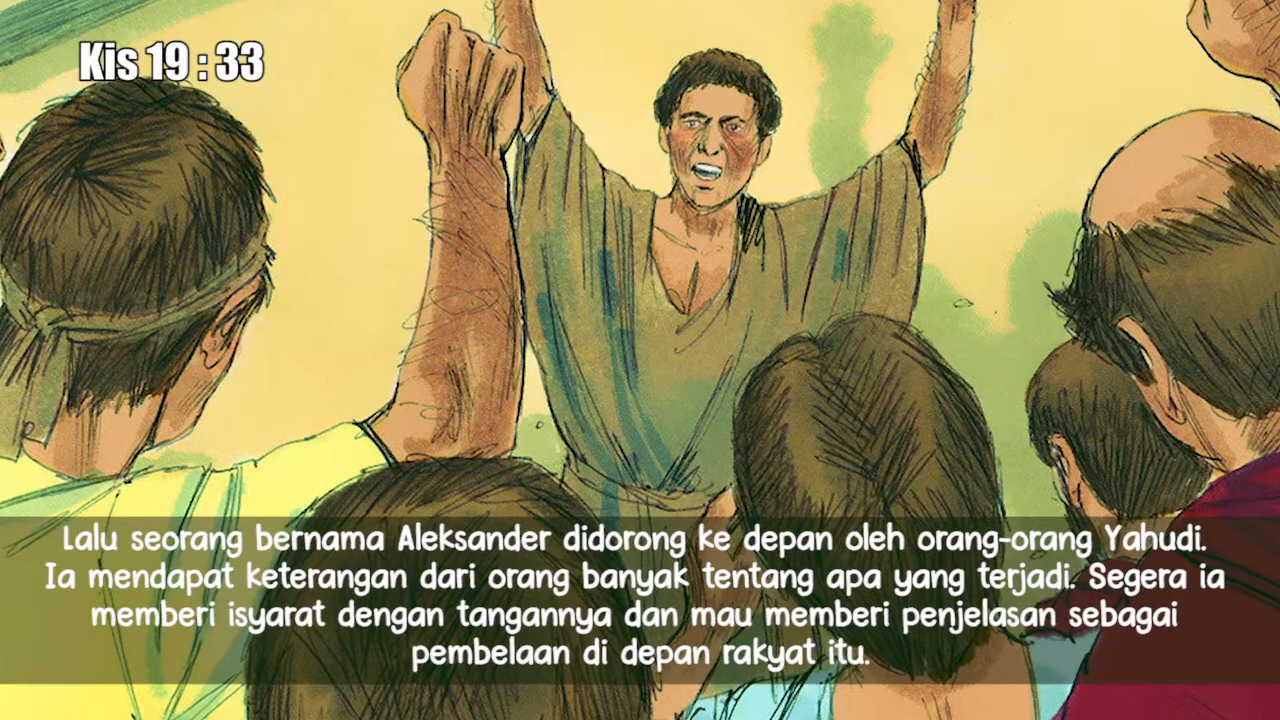 Kis 19 : 33
Lalu seorang bernama Aleksander didorong ke depan oleh orang-orang Yahudi.
Ia mendapat keterangan dari orang banyak tentang apa yang terjadi. Segera ia
memberi isyarat dengan tangannya dan mau memberi penjelasan sebagai
pembelaan di depan rakyat itu.